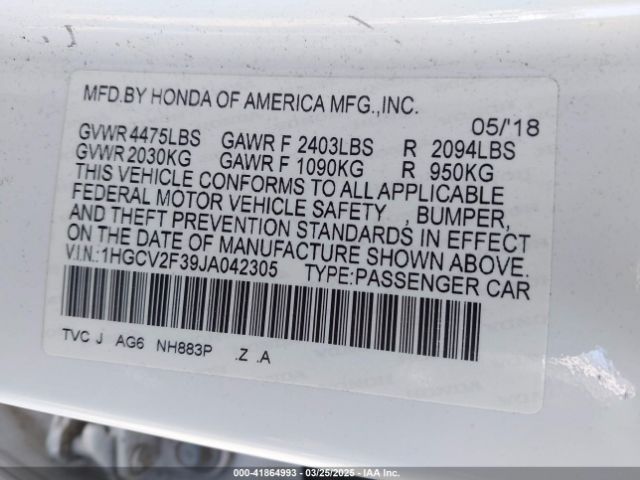 MFD.BY HONDA OF AMERICA MFG.,INC.
05/'18
GVWR 4475LBS GAWR F 2403LBS R 2094LBS
GVWR 2030KG GAWR F 1090KG R 950KG
THIS VEHICLE CONFORMS TO ALL APPLICABLE
FEDERAL MOTOR VEHICLE SAFETY , BUMPER,
AND THEFT PREVENTION STANDARDS IN EFFECT
ON THE DATE OF MANUFACTURE SHOWN ABOVE.
V.I.N.:1HGCV2F39JA042305 TYPE:PASSENGER CAR
TVC J AG6 NH883P .Z .A
000-41864993 — 03/25/2025 — IAAI.CA